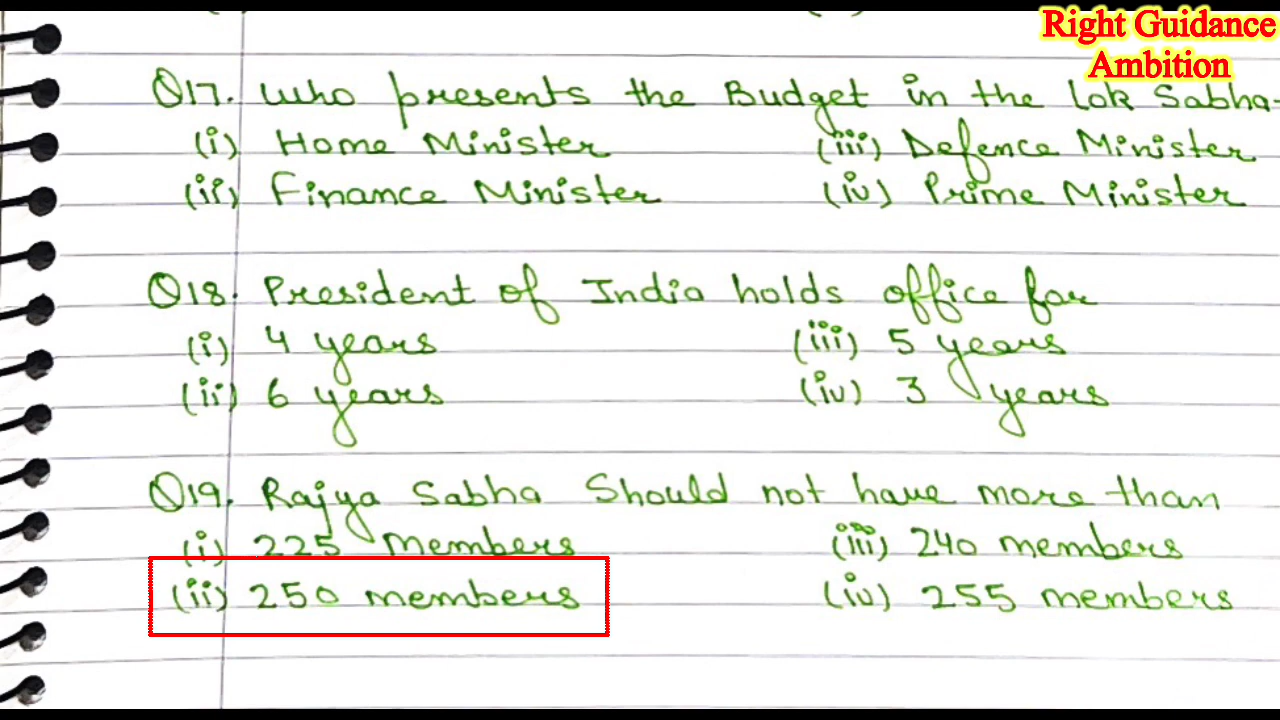 Right Guidance
Ambition
Q17. Who presents the Budget in the Lok Sabha-
(i) Home Minister (iii) Defence Minister
(ii) Finance Minister (iv) Prime Minister
Q18. President of India holds office for
(i) 4 years (iii) 5 years
(ii) 6 years (iv) 3 years
Q19. Rajya Sabha Should not have more than
(i) 225 members (iii) 240 members
(ii) 250 members (iv) 255 members